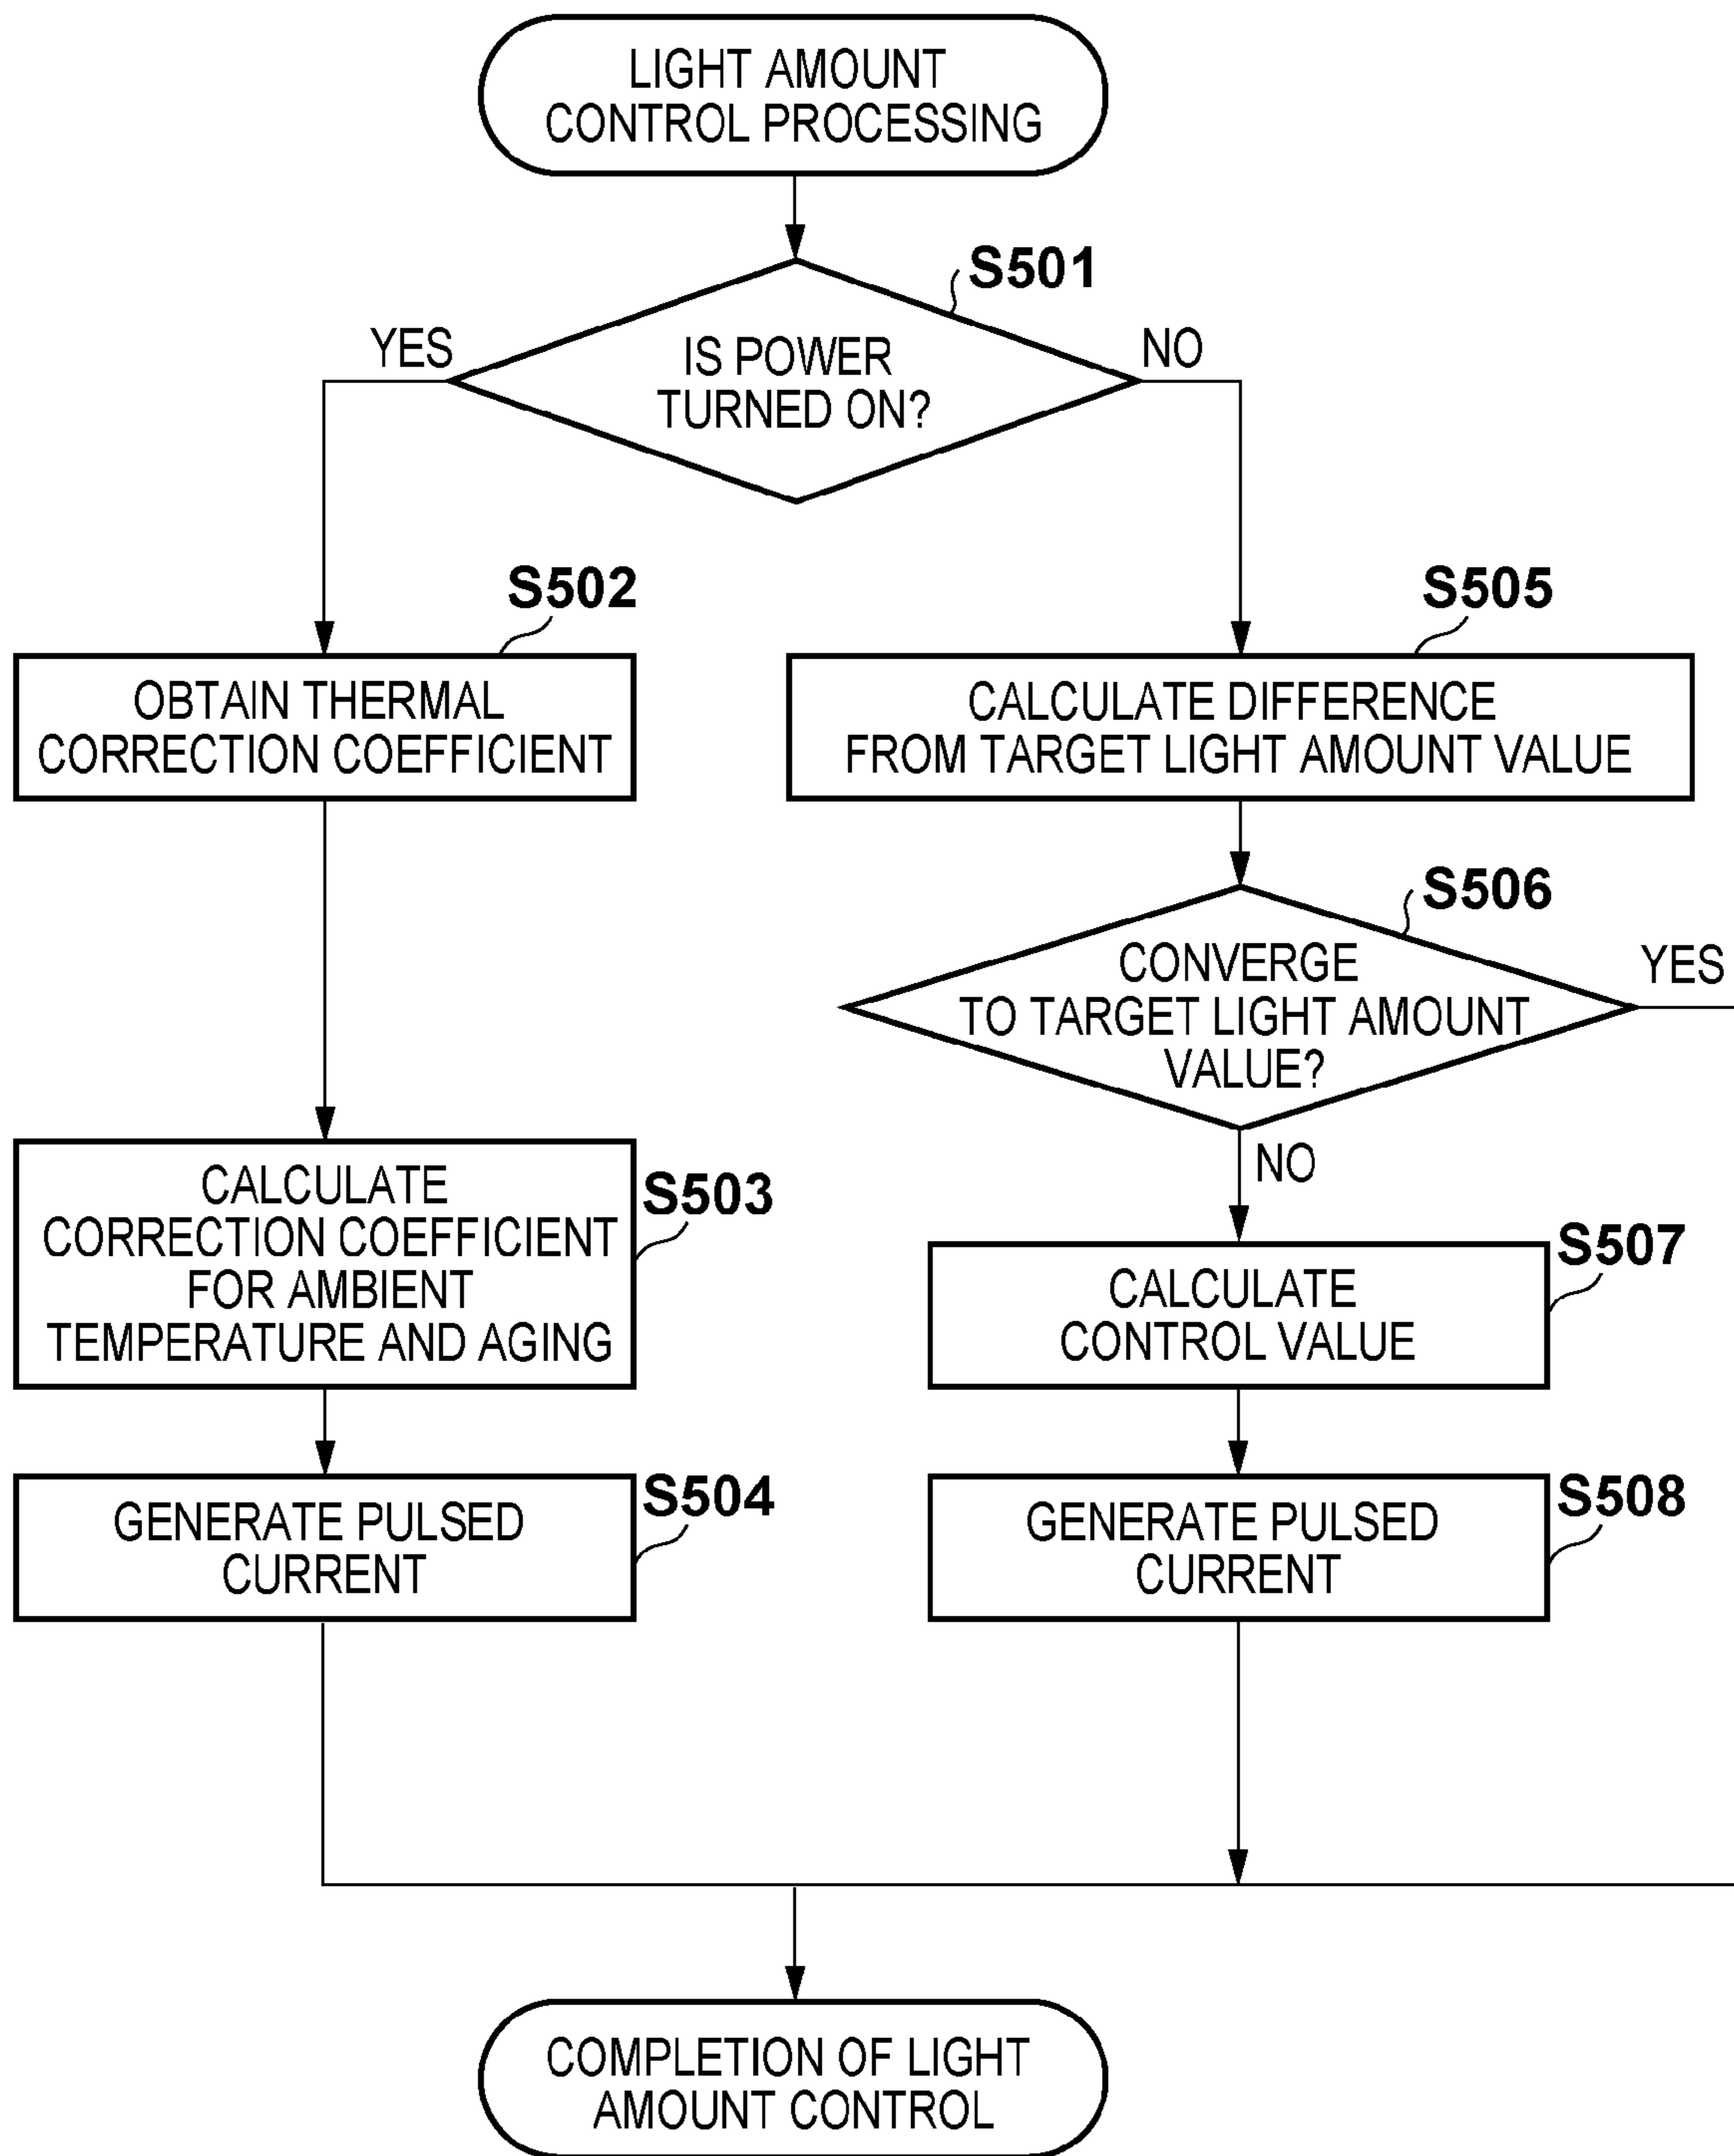 LIGHT AMOUNT
CONTROL PROCESSING
S501
YES
IS POWER
TURNED ON?
NO
S502
OBTAIN THERMAL
CORRECTION COEFFICIENT
S505
CALCULATE DIFFERENCE
FROM TARGET LIGHT AMOUNT VALUE
S506
CONVERGE
TO TARGET LIGHT AMOUNT
VALUE?
YES
NO
CALCULATE
CORRECTION COEFFICIENT
FOR AMBIENT
TEMPERATURE AND AGING
S503
S507
CALCULATE
CONTROL VALUE
GENERATE PULSED
CURRENT
S504
GENERATE PULSED
CURRENT
S508
COMPLETION OF LIGHT
AMOUNT CONTROL